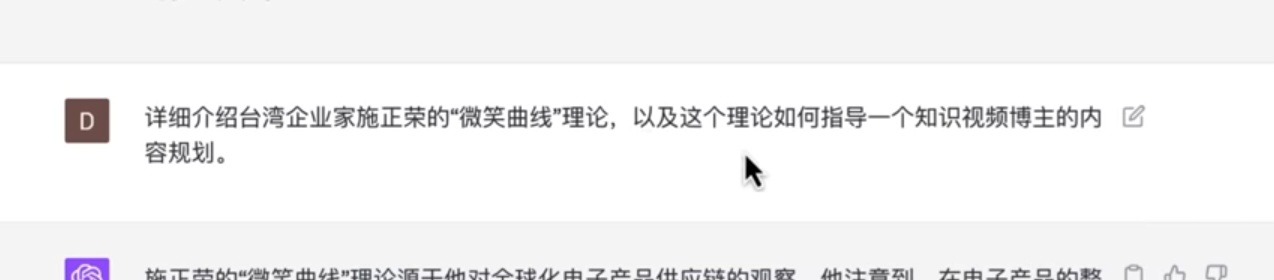 D
详细介绍台湾企业家施正荣的“微笑曲线”理论，以及这个理论如何指导一个知识视频博主的内
容规划。
施正荣的“微笑曲线”理论源于他对全球化电子产品供应链的观察。他注意到，在电子产品的整